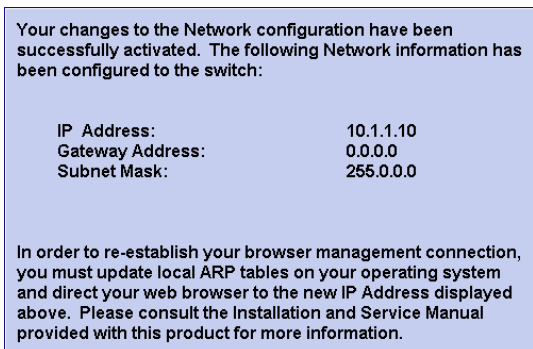 Your changes to the Network configuration have been
successfully activated. The following Network information has
been configured to the switch:
IP Address: 10.1.1.10
Gateway Address: 0.0.0.0
Subnet Mask: 255.0.0.0
In order to re-establish your browser management connection,
you must update local ARP tables on your operating system
and direct your web browser to the new IP Address displayed
above. Please consult the Installation and Service Manual
provided with this product for more information.